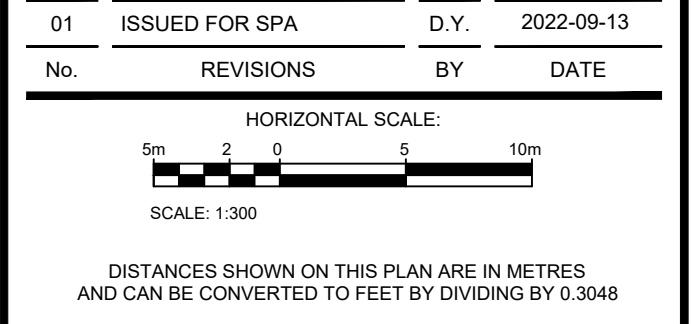 01 ISSUED FOR SPA D.Y. 2022-09-13
No. REVISIONS BY DATE
HORIZONTAL SCALE:
5m 2 0 5 10m
SCALE: 1:300
DISTANCES SHOWN ON THIS PLAN ARE IN METRES
AND CAN BE CONVERTED TO FEET BY DIVIDING BY 0.3048